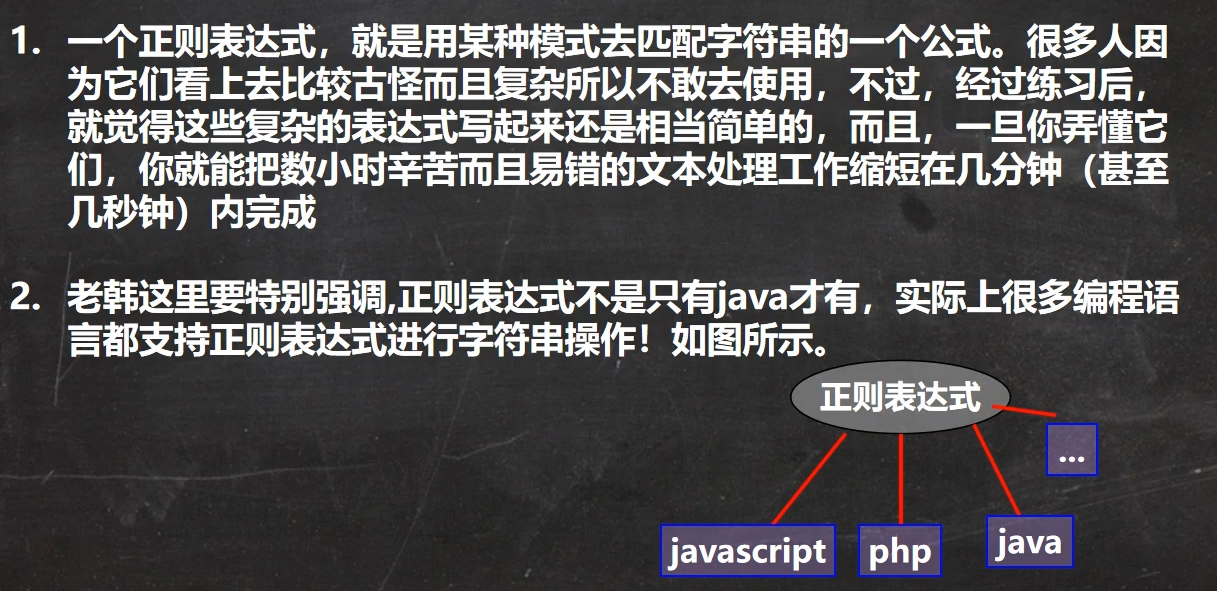 1. 一个正则表达式，就是用某种模式去匹配字符串的一个公式。很多人因
为它们看上去比较古怪而且复杂所以不敢去使用，不过，经过练习后，
就觉得这些复杂的表达式写起来还是相当简单的，而且，一旦你弄懂它
们，你就能把数小时辛苦而且易错的文本处理工作缩短在几分钟（甚至
几秒钟）内完成
2. 老韩这里要特别强调,正则表达式不是只有java才有，实际上很多编程语
言都支持正则表达式进行字符串操作！如图所示。
正则表达式
...
javascript
php
java